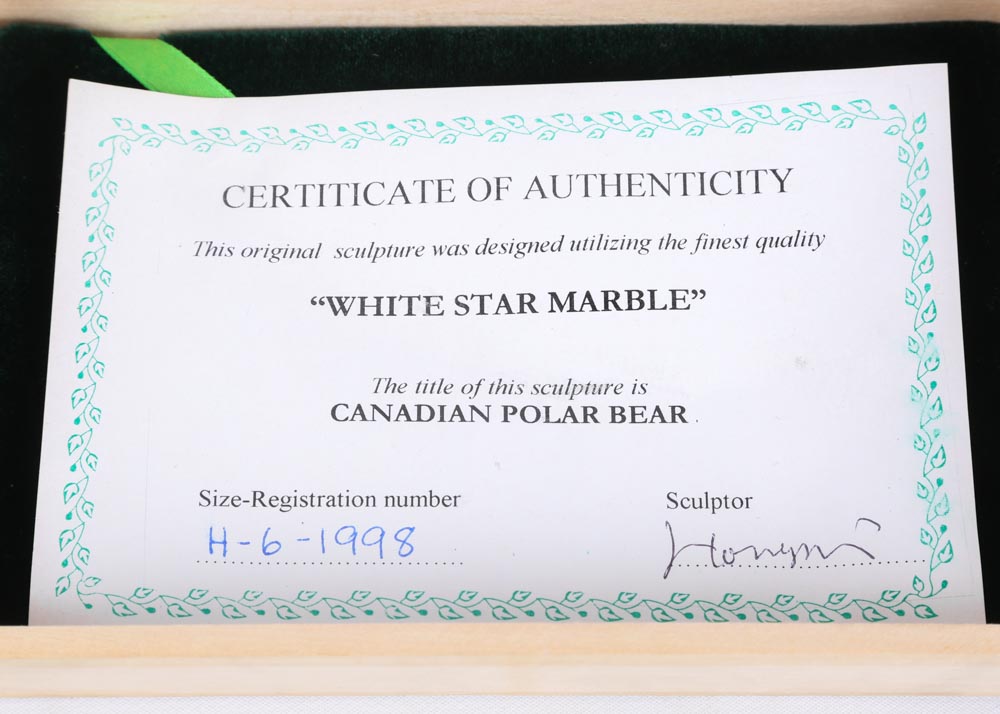 CERTITICATE OF AUTHENTICITY
This original sculpture was designed utilizing the finest quality
“WHITE STAR MARBLE”
The title of this sculpture is
CANADIAN POLAR BEAR .
Size-Registration number
Sculptor
H-6-1998